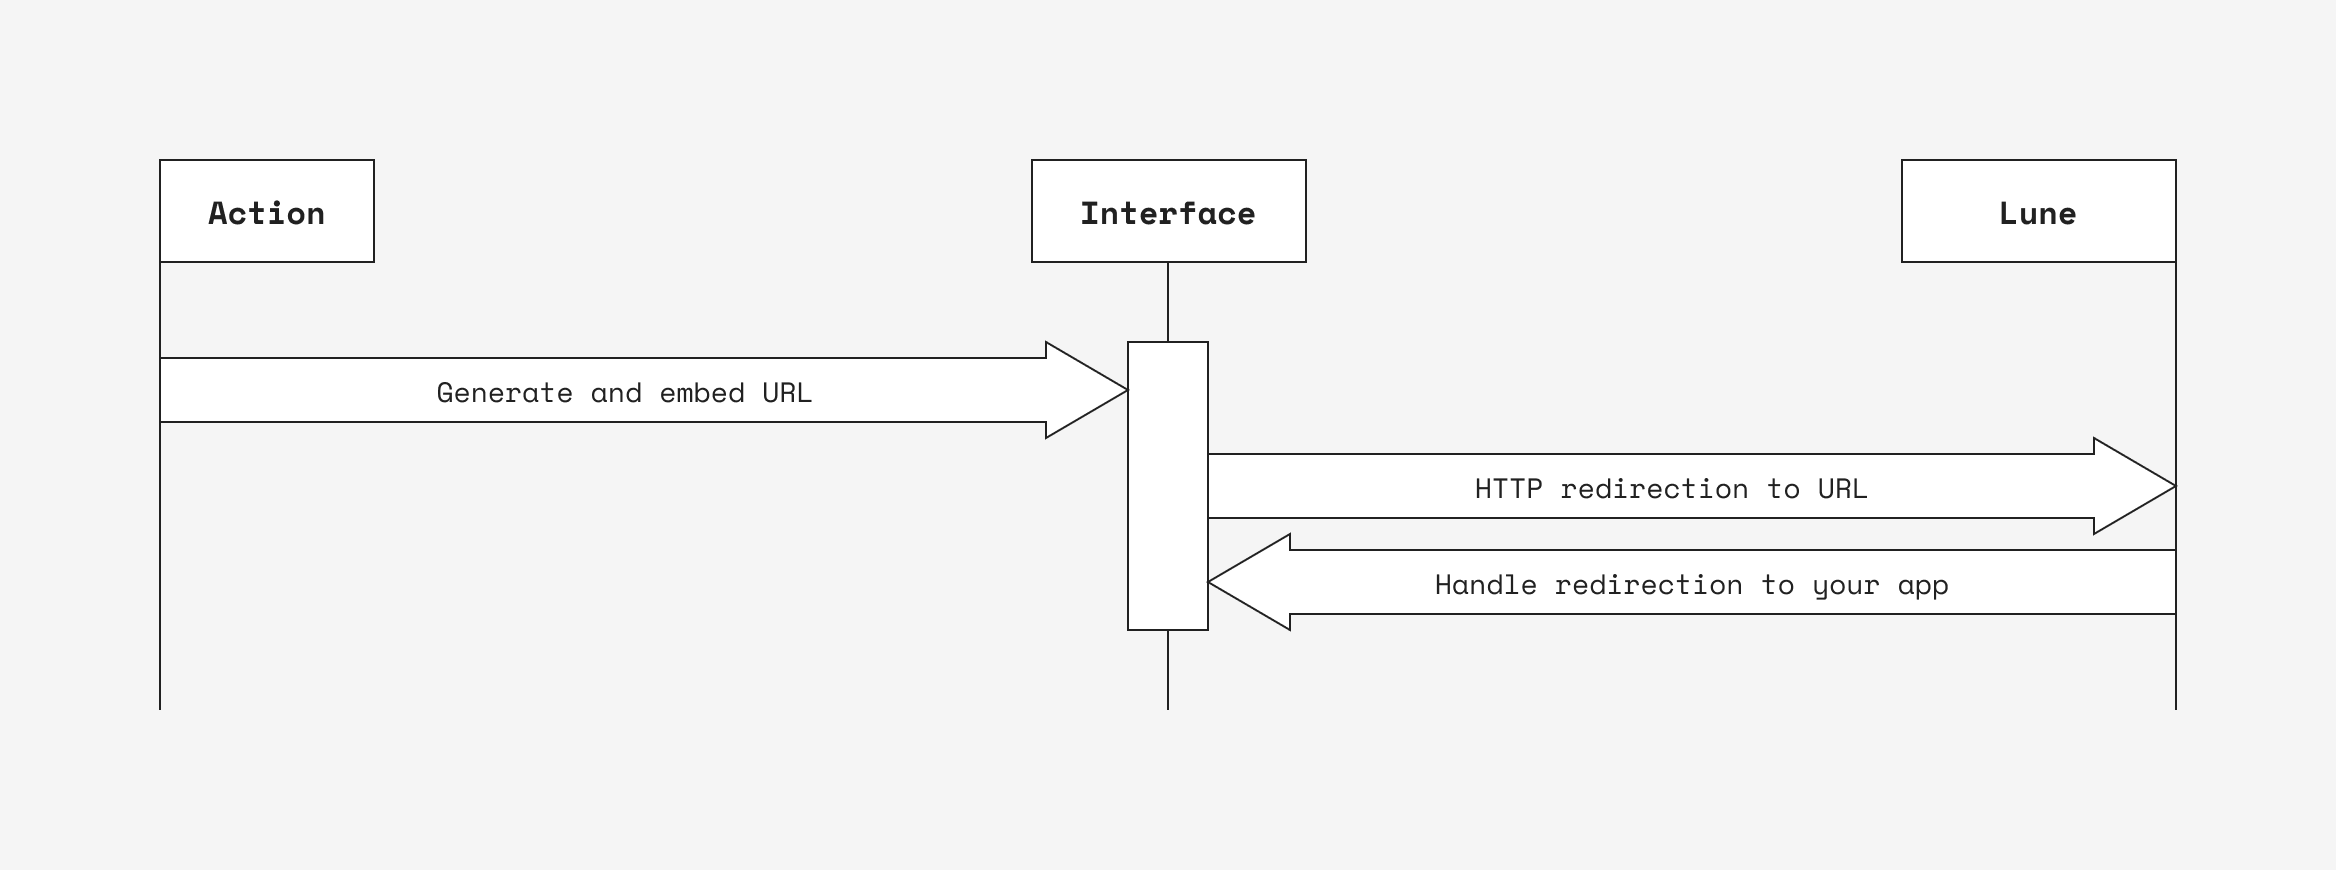 Action
Interface
Lune
Generate and embed URL
HTTP redirection to URL
Handle redirection to your app